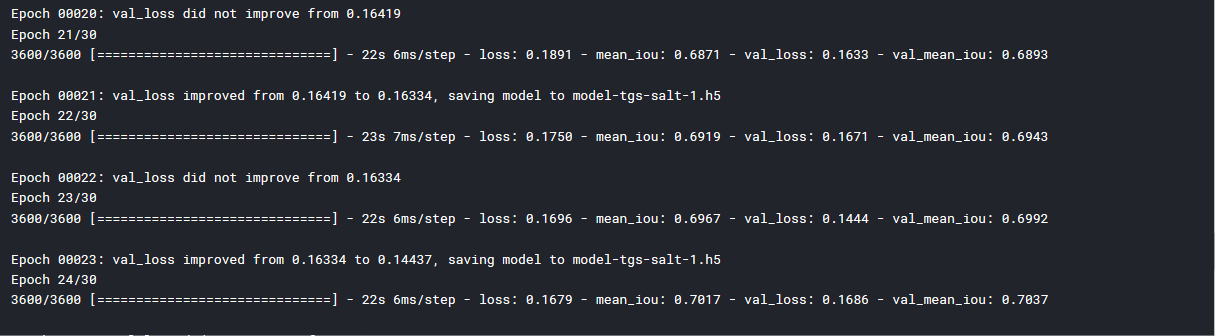 Epoch 00020: val_loss did not improve from 0.16419
Epoch 21/30
3600/3600 [==============================] - 22s 6ms/step - loss: 0.1891 - mean_iou: 0.6871 - val_loss: 0.1633 - val_mean_iou: 0.6893
Epoch 00021: val_loss improved from 0.16419 to 0.16334, saving model to model-tgs-salt-1.h5
Epoch 22/30
3600/3600 [==============================] - 23s 7ms/step - loss: 0.1750 - mean_iou: 0.6919 - val_loss: 0.1671 - val_mean_iou: 0.6943
Epoch 00022: val_loss did not improve from 0.16334
Epoch 23/30
3600/3600 [==============================] - 22s 6ms/step - loss: 0.1696 - mean_iou: 0.6967 - val_loss: 0.1444 - val_mean_iou: 0.6992
Epoch 00023: val_loss improved from 0.16334 to 0.14437, saving model to model-tgs-salt-1.h5
Epoch 24/30
3600/3600 [==============================] - 22s 6ms/step - loss: 0.1679 - mean_iou: 0.7017 - val_loss: 0.1686 - val_mean_iou: 0.7037